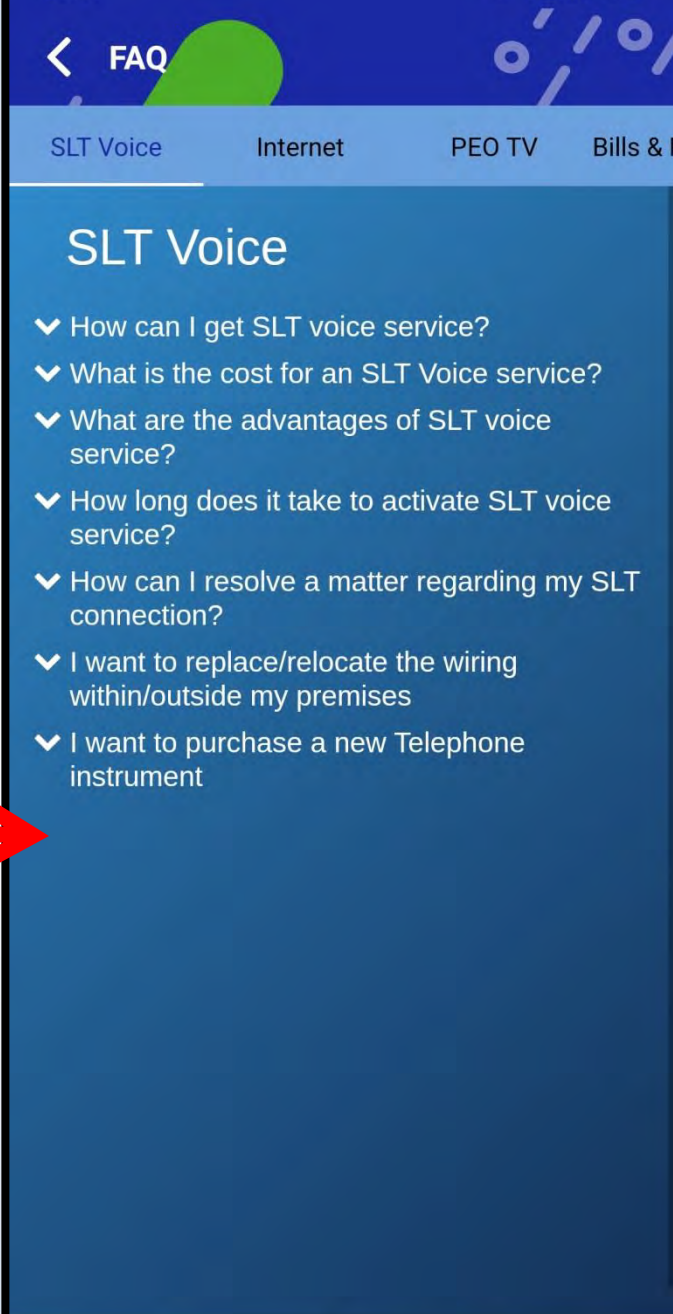 FAQ
SLT Voice Internet PEO TV Bills &
SLT Voice
How can I get SLT voice service?
What is the cost for an SLT Voice service?
What are the advantages of SLT voice
service?
How long does it take to activate SLT voice
service?
How can I resolve a matter regarding my SLT
connection?
I want to replace/relocate the wiring
within/outside my premises
I want to purchase a new Telephone
instrument